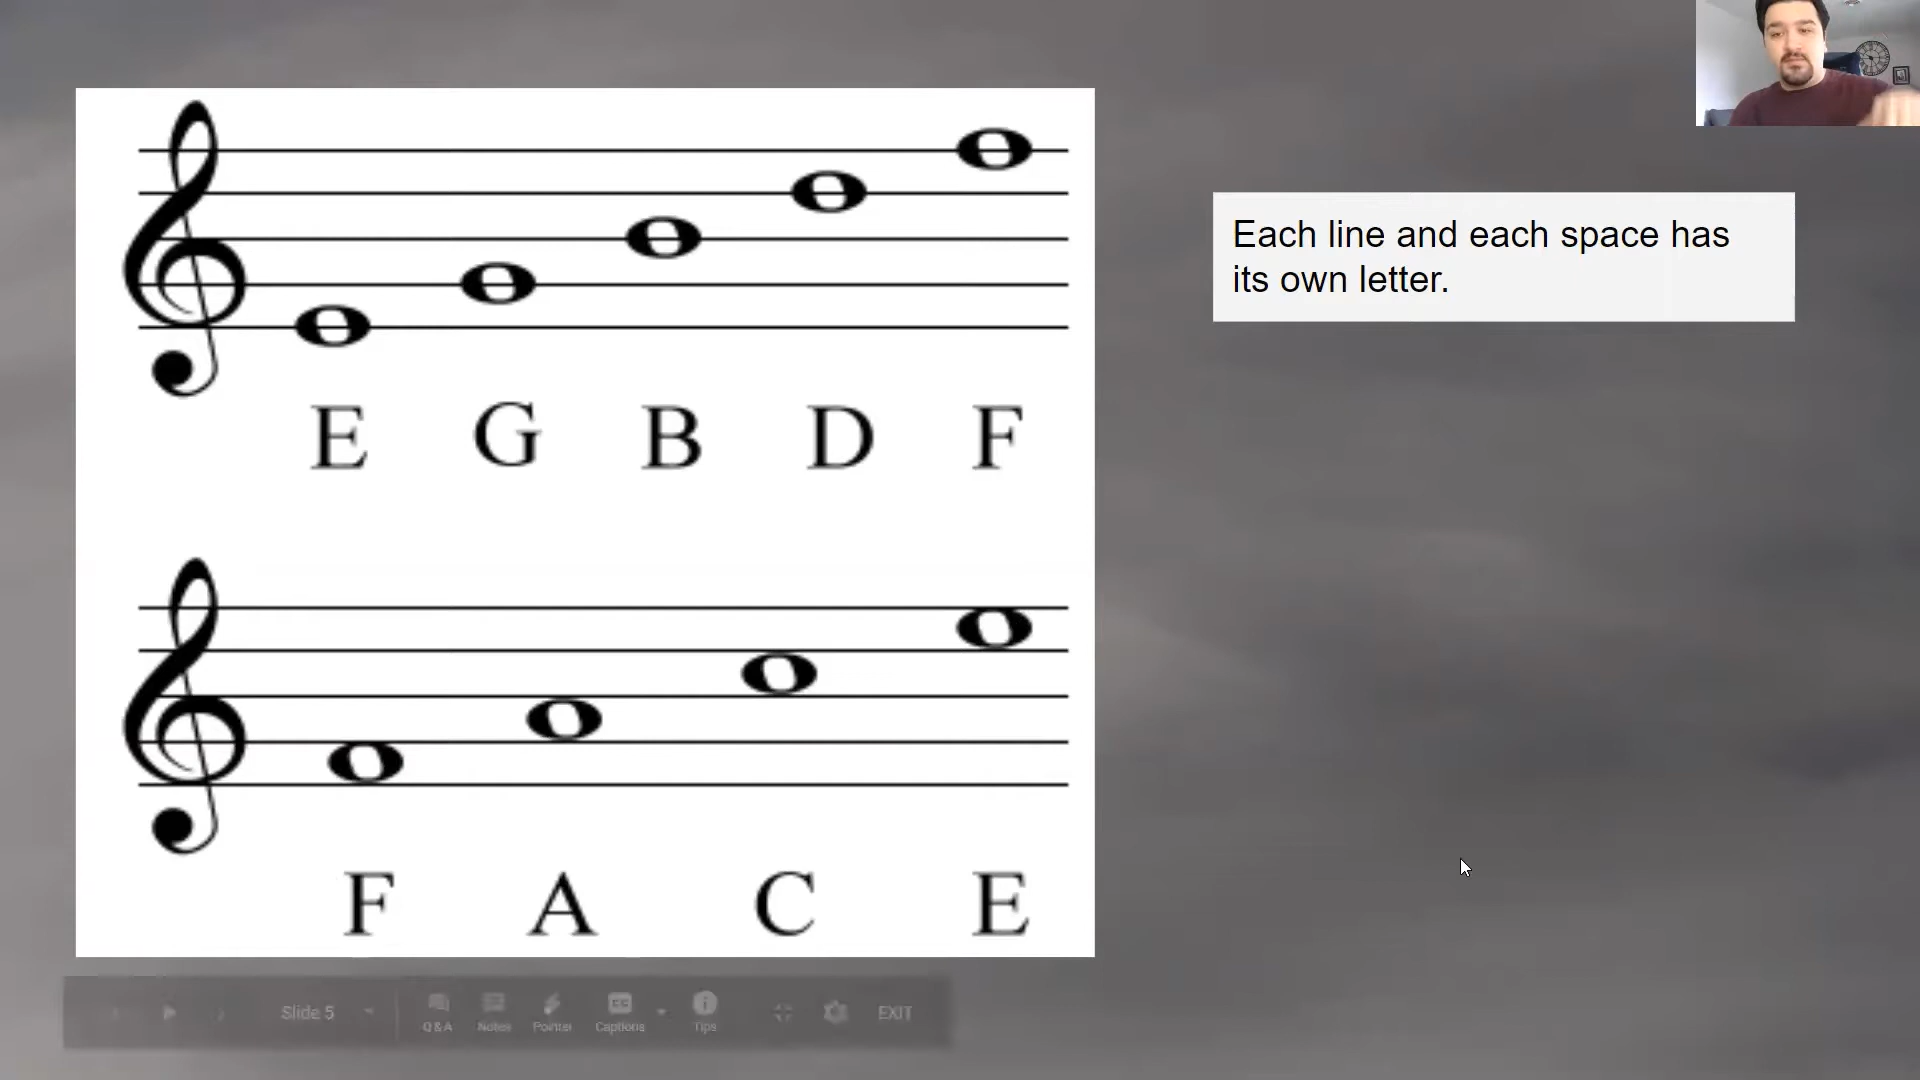 E G B D F
Each line and each space has
its own letter.
F A C E
Slide 5
Q&A
Notes
Pointer
Captions
Tips
EXIT